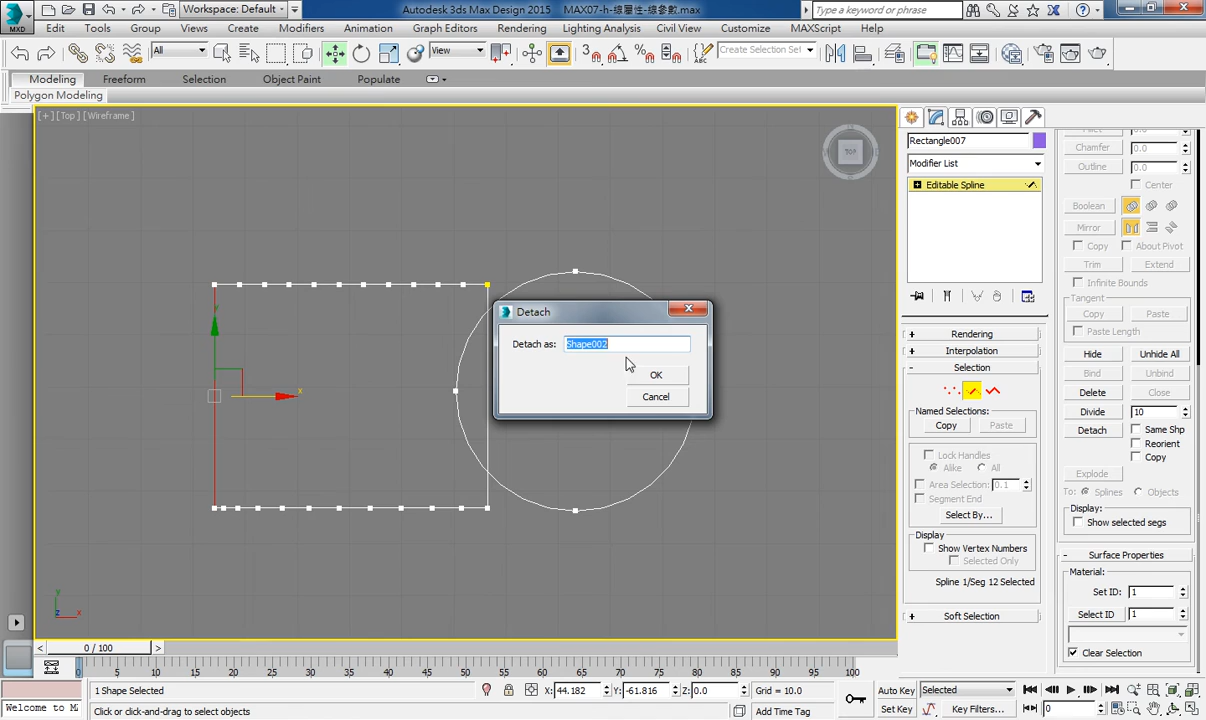 Workspace: Default
Autodesk 3ds Max Design 2015
MAX07-h-線屬性-線參數.max
Type a keyword or phrase
MXD
Edit Tools Group Views Create Modifiers Animation Graph Editors Rendering Lighting Analysis Civil View Customize MAXScript Help
All
View
3
Create Selection Set
Modeling Freeform Selection Object Paint Populate
Polygon Modeling
[+] [Top] [Wireframe]
TOP
Rectangle007
Modifier List
Editable Spline
Chamfer 0.0
Outline 0.0
Center
Boolean
Mirror
Copy About Pivot
Trim Extend
Infinite Bounds
Tangent
Copy Paste
Paste Length
Hide Unhide All
Bind Unbind
Delete Close
Divide 10
Detach Same Shp
Reorient
Copy
Explode
To: Splines Objects
Display:
Show selected segs
Surface Properties
Material:
Set ID: 1
Select ID 1
Clear Selection
Rendering
Interpolation
Selection
Named Selections:
Copy Paste
Lock Handles
Alike All
Area Selection: 0.1
Segment End
Select By...
Display
Show Vertex Numbers
Selected Only
Spline 1/Seg 12 Selected
Soft Selection
Detach
Detach as: Shape002
OK
Cancel
y
x
y
z x
0 / 100
0 5 10 15 20 25 30 35 40 45 50 55 60 65 70 75 80 85 90 95 100
1 Shape Selected
X: 44.182 Y: -61.816 Z: 0.0 Grid = 10.0
Auto Key Selected
Welcome to M
Click or click-and-drag to select objects
Add Time Tag
Set Key Key Filters... 0